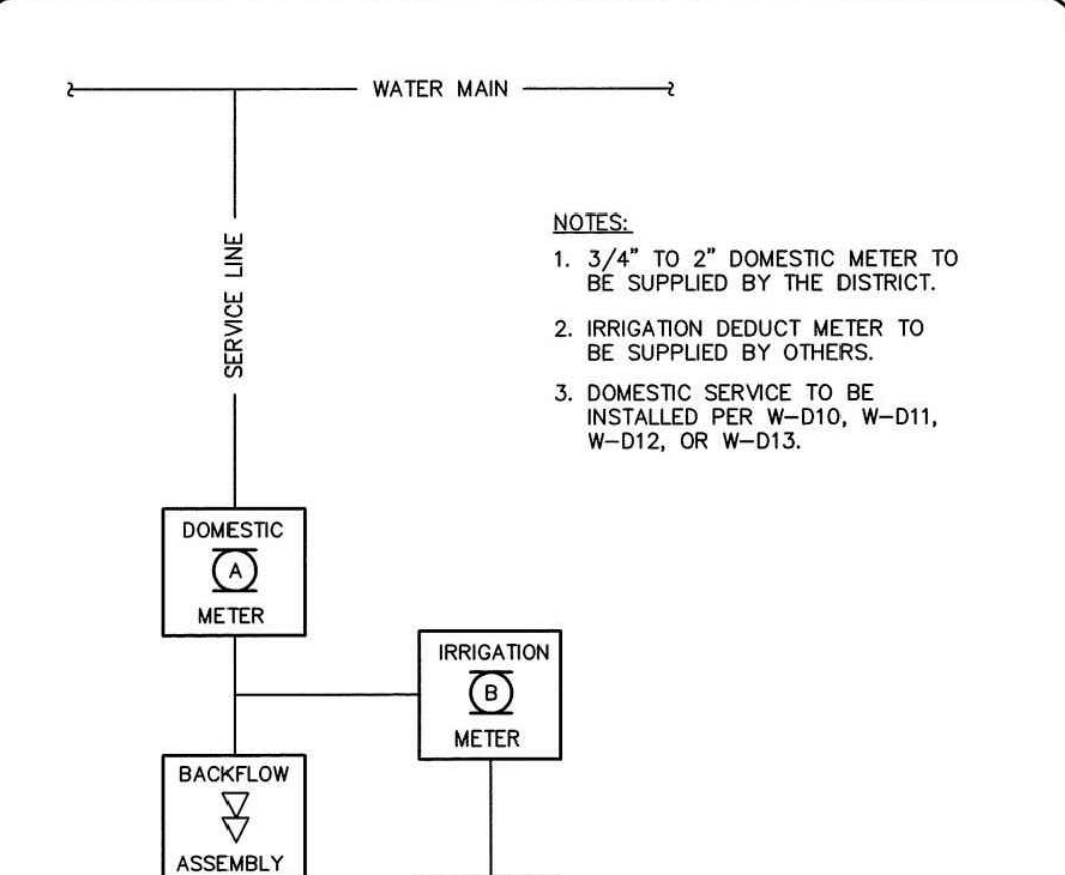 WATER MAIN
SERVICE LINE
NOTES:
1. 3/4" TO 2" DOMESTIC METER TO
BE SUPPLIED BY THE DISTRICT.
2. IRRIGATION DEDUCT METER TO
BE SUPPLIED BY OTHERS.
3. DOMESTIC SERVICE TO BE
INSTALLED PER W-D10, W-D11,
W-D12, OR W-D13.
DOMESTIC
A
METER
IRRIGATION
B
METER
BACKFLOW
ASSEMBLY